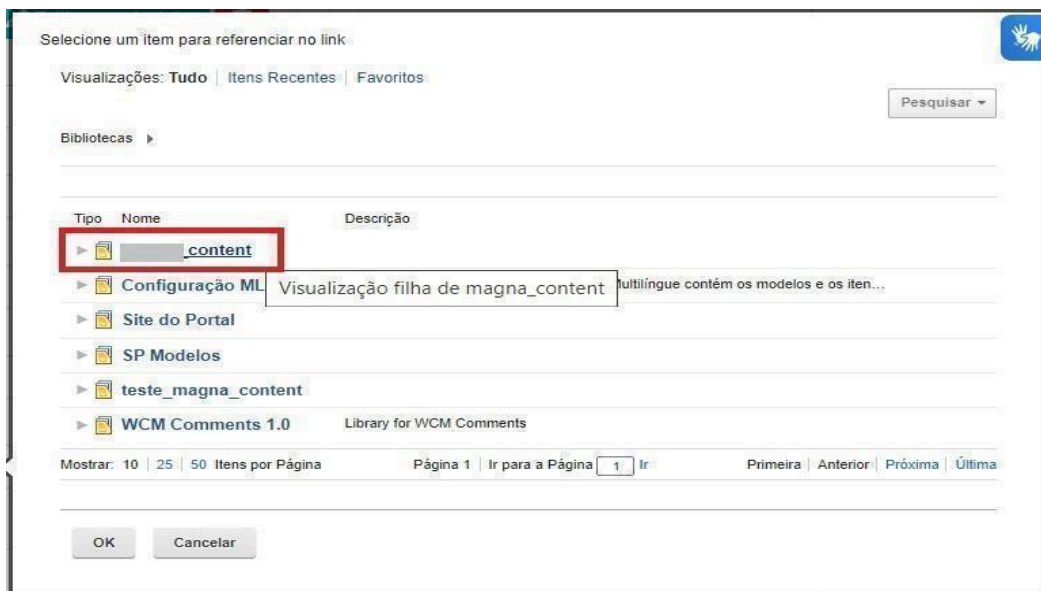 Selecione um item para referenciar no link
Visualizações: Tudo | Itens Recentes | Favoritos
Pesquisar
Bibliotecas
Tipo Nome Descrição
_content
Configuração ML Multilíngue contém os modelos e os iten...
Visualização filha de magna_content
Site do Portal
SP Modelos
teste_magna_content
WCM Comments 1.0 Library for WCM Comments
Mostrar: 10 | 25 | 50 Itens por Página Página 1 | Ir para a Página 1 Ir Primeira | Anterior | Próxima | Última
OK Cancelar